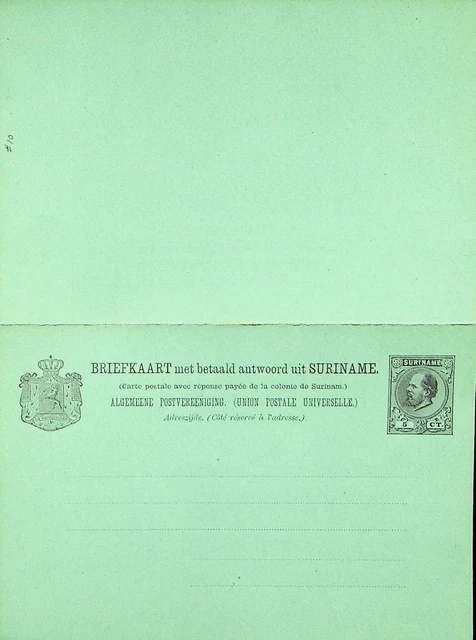 #10
BRIEFKAART met betaald antwoord uit SURINAME.
(Carte postale avec réponse payée de la colonie de Surinam.)
ALGEMEENE POSTVEREENIGING. (UNION POSTALE UNIVERSELLE.)
Adreszijde. (Côté réservé à l'adresse.)
SURINAME
5 CT.